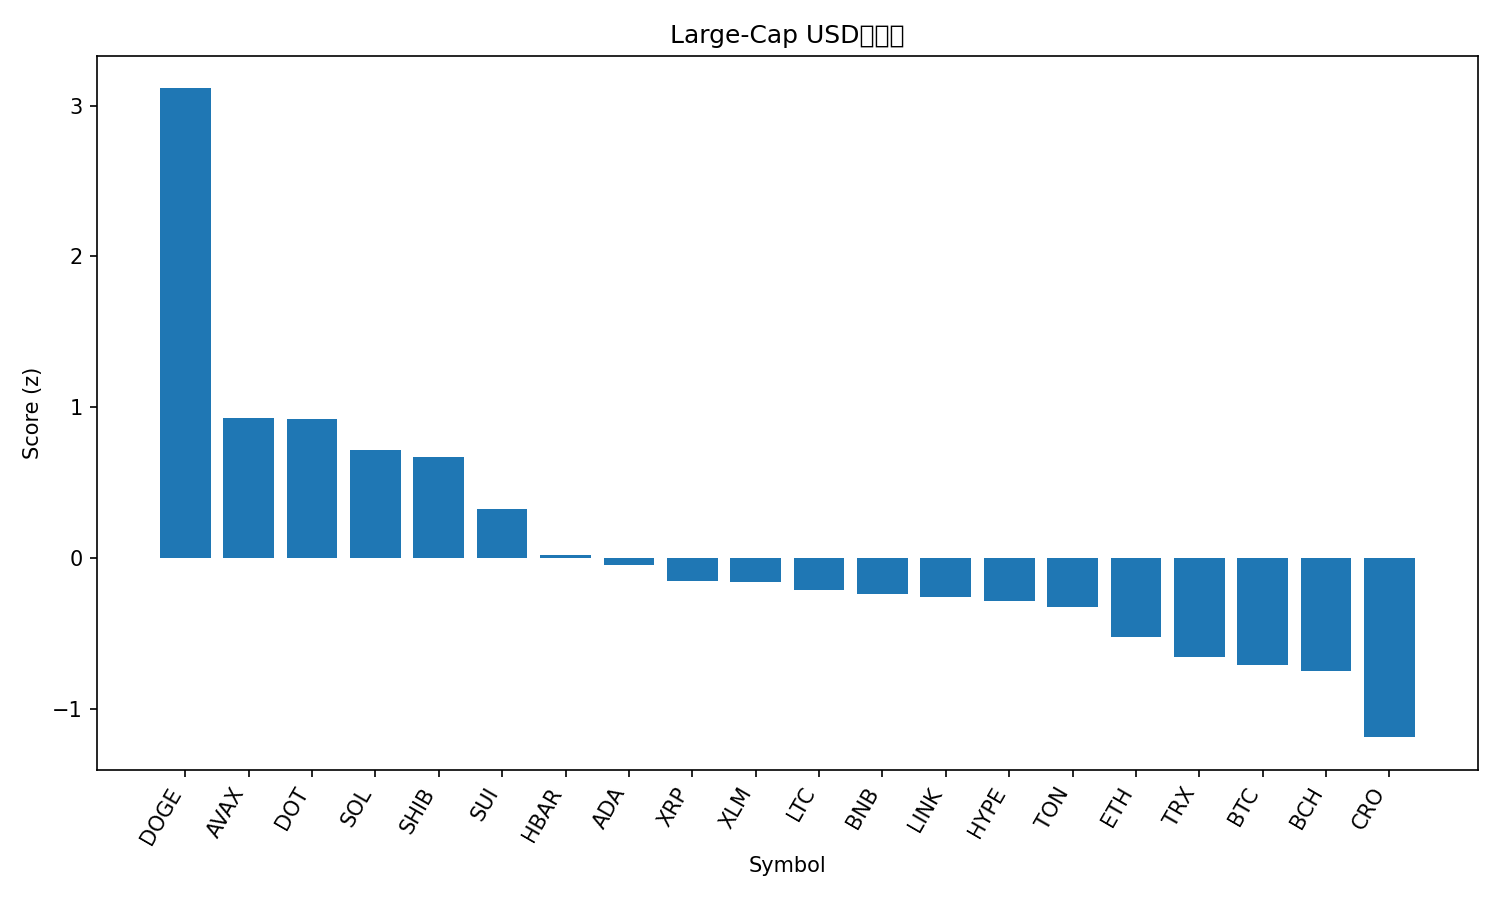 Large-Cap USD
3
2
1
0
−1
Score (z)
DOGE
AVAX
DOT
SOL
SHIB
SUI
HBAR
ADA
XRP
XLM
LTC
BNB
LINK
HYPE
TON
ETH
TRX
BTC
BCH
CRO
Symbol